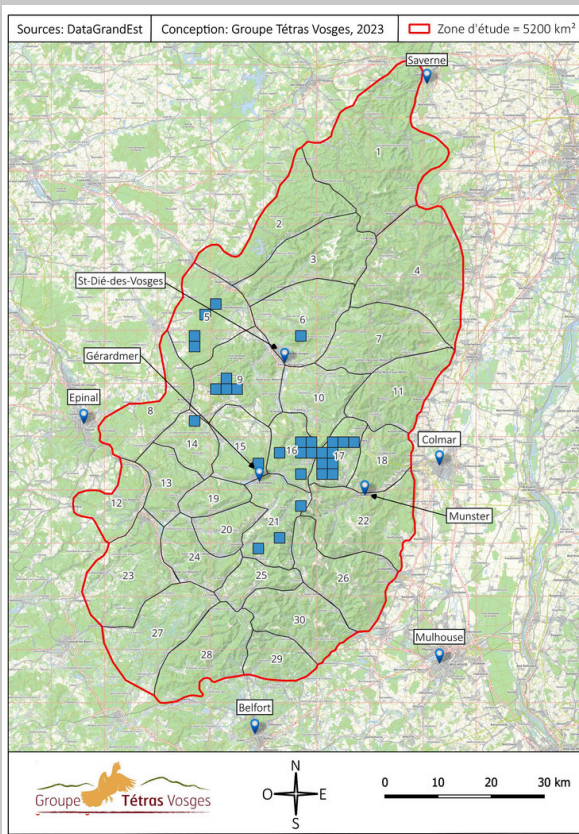 Sources: DataGrandEst
Conception: Groupe Tétras Vosges, 2023
Zone d'étude = 5200 km²
Saverne
1
2
3
4
St-Dié-des-Vosges
5
6
7
Gérardmer
9
10
11
Epinal
8
14
15
16
17
18
Colmar
13
12
19
20
21
22
Munster
24
23
25
26
27
30
28
29
Mulhouse
Belfort
Groupe Tétras Vosges
N
O E
S
0 10 20 30 km